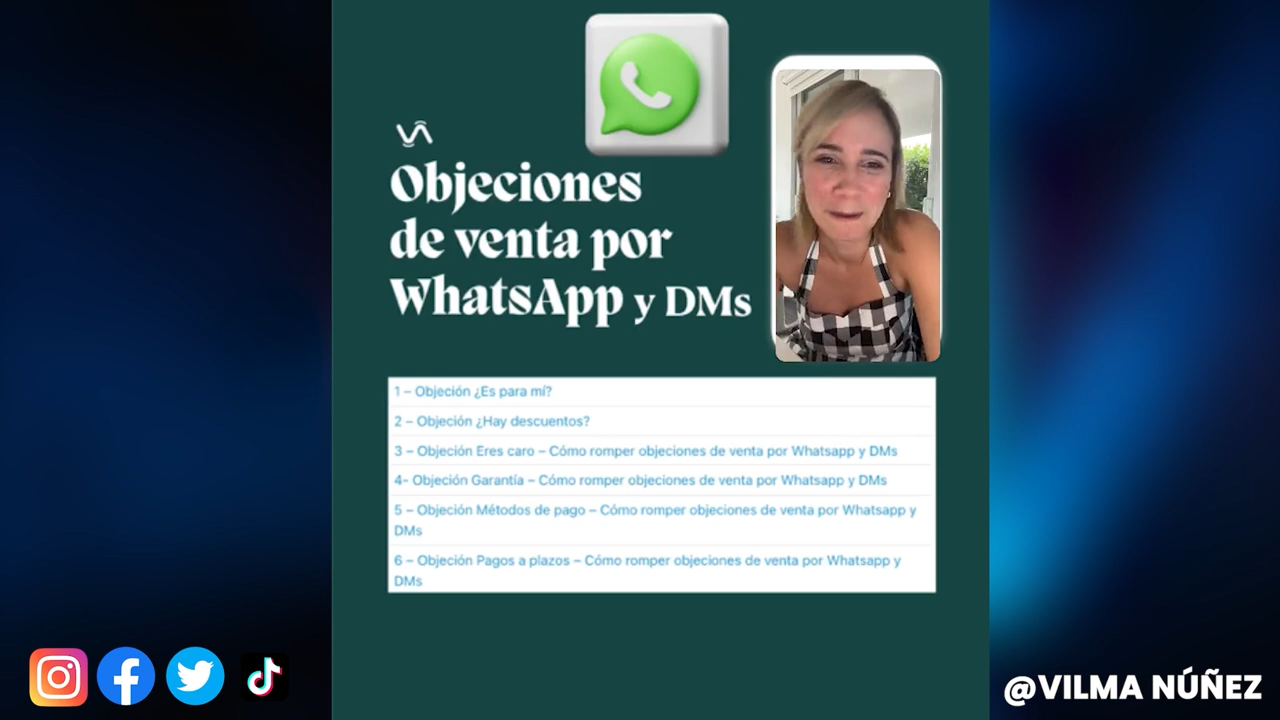 Objeciones
de venta por
WhatsApp y DMs
1 – Objeción ¿Es para mí?
2 – Objeción ¿Hay descuentos?
3 – Objeción Eres caro – Cómo romper objeciones de venta por Whatsapp y DMs
4- Objeción Garantía – Cómo romper objeciones de venta por Whatsapp y DMs
5 – Objeción Métodos de pago – Cómo romper objeciones de venta por Whatsapp y
DMs
6 – Objeción Pagos a plazos – Cómo romper objeciones de venta por Whatsapp y
DMs
@VILMA NÚÑEZ